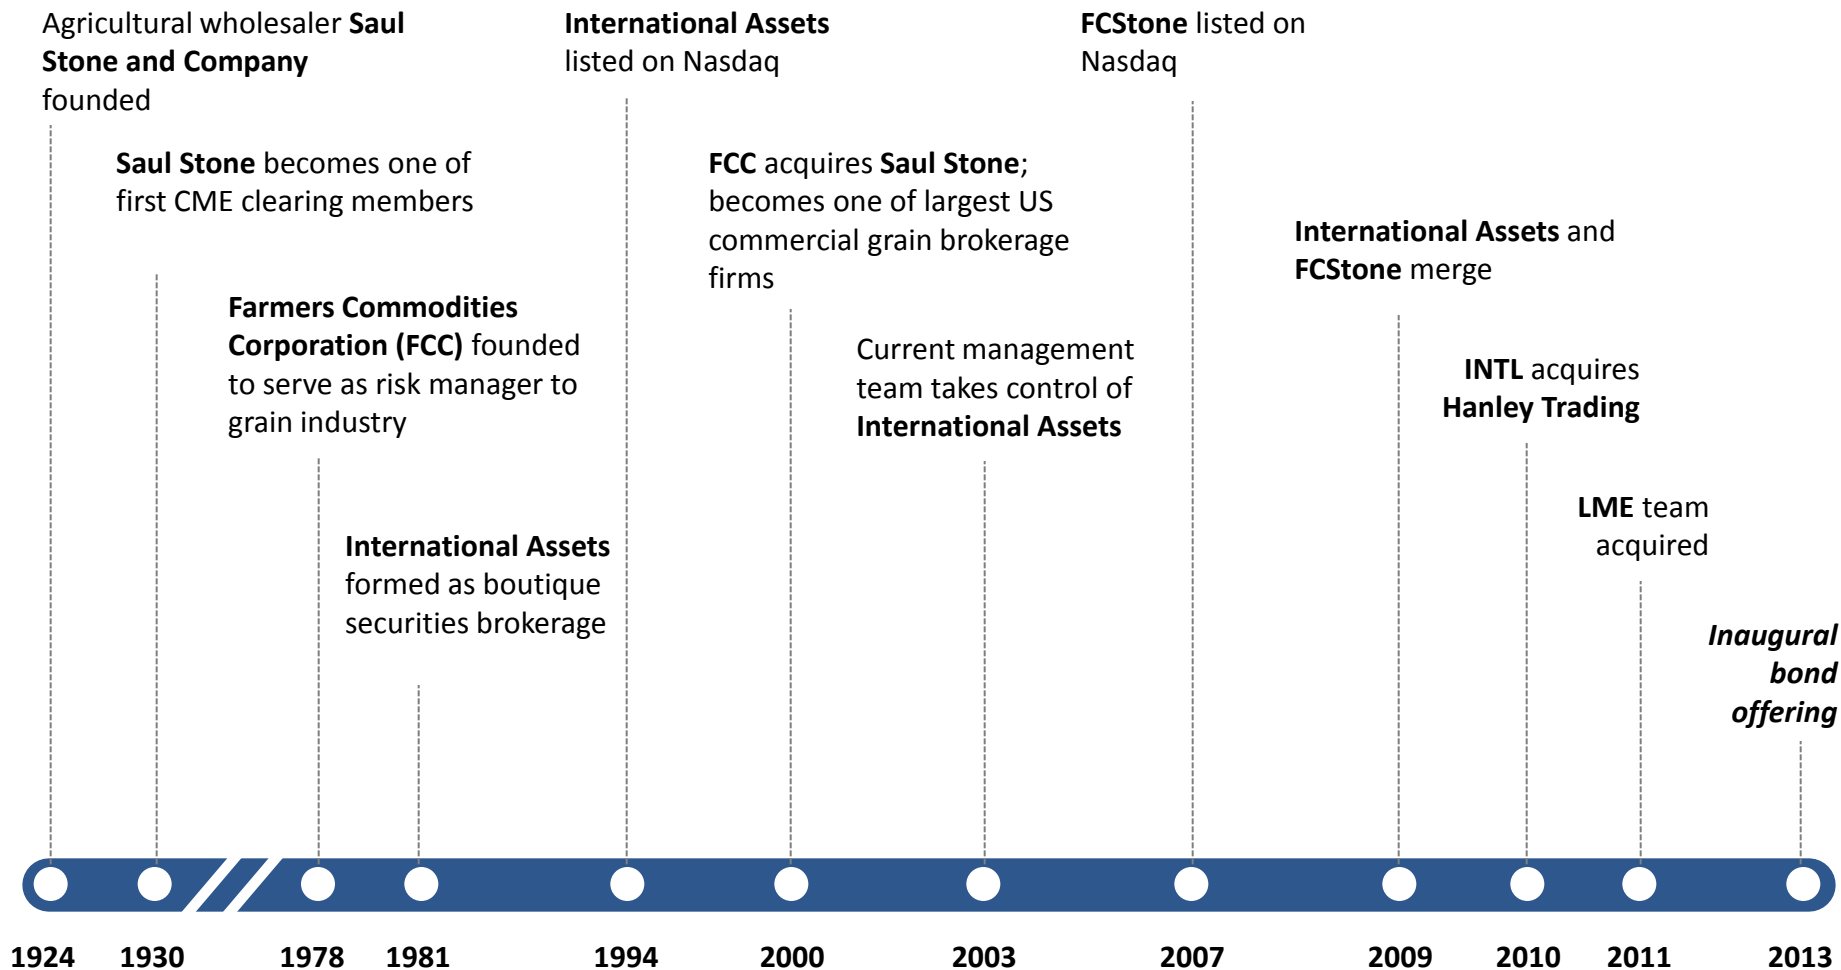 Agricultural wholesaler Saul
Stone and Company
founded
Saul Stone becomes one of
first CME clearing members
Farmers Commodities
Corporation (FCC) founded
to serve as risk manager to
grain industry
International Assets
formed as boutique
securities brokerage
International Assets
listed on Nasdaq
FCC acquires Saul Stone;
becomes one of largest US
commercial grain brokerage
firms
Current management
team takes control of
International Assets
FCStone listed on
Nasdaq
International Assets and
FCStone merge
INTL acquires
Hanley Trading
LME team
acquired
Inaugural
bond
offering
1924 1930 1978 1981 1994 2000 2003 2007 2009 2010 2011 2013